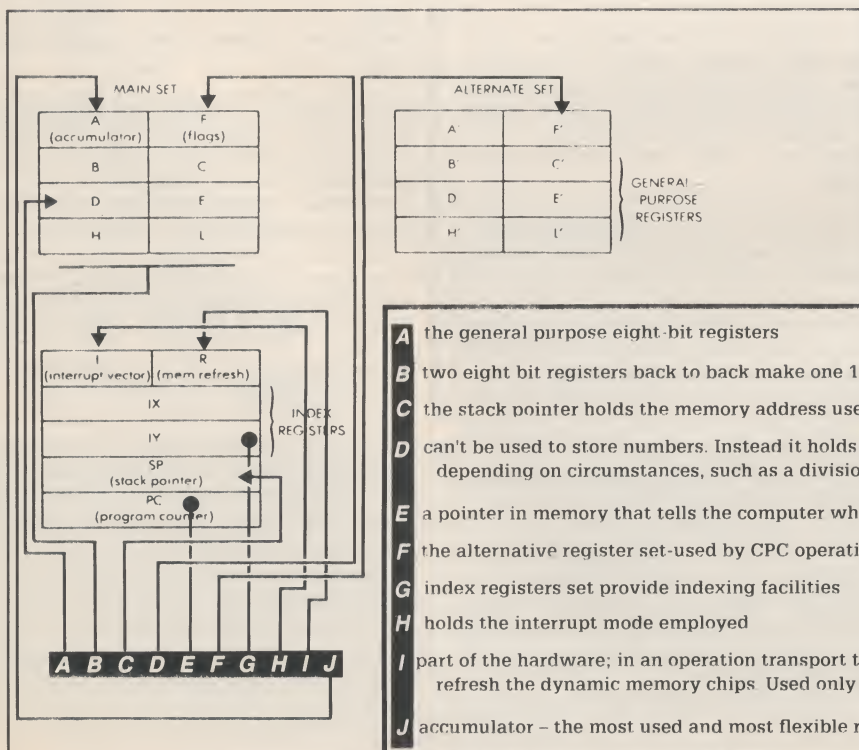 MAIN SET
A
(accumulator)
F
(flags)
B
C
D
F
H
L
ALTERNATE SET
A'
F'
B'
C'
D
E'
H'
L'
GENERAL
PURPOSE
REGISTERS
I
(interrupt vector)
R
(mem refresh)
IX
IY
INDEX
REGISTERS
SP
(stack pointer)
PC
(program counter)
A B C D E F G H I J
A the general purpose eight-bit registers
B two eight bit registers back to back make one 1
C the stack pointer holds the memory address use
D can't be used to store numbers. Instead it holds
depending on circumstances, such as a division
E a pointer in memory that tells the computer wh
F the alternative register set-used by CPC operati
G index registers set provide indexing facilities
H holds the interrupt mode employed
I part of the hardware; in an operation transport t
refresh the dynamic memory chips. Used only
J accumulator – the most used and most flexible r